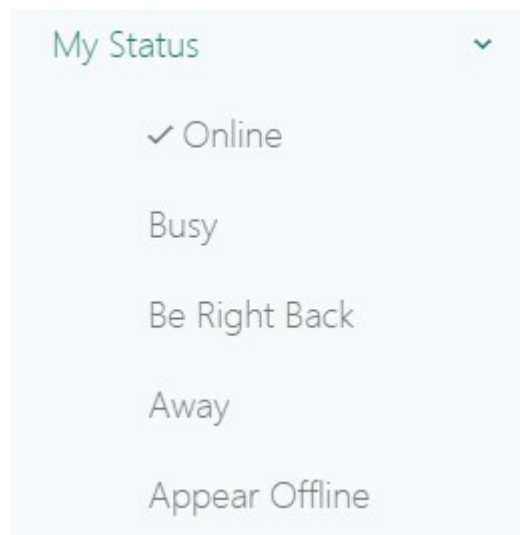 My Status
✓ Online
Busy
Be Right Back
Away
Appear Offline